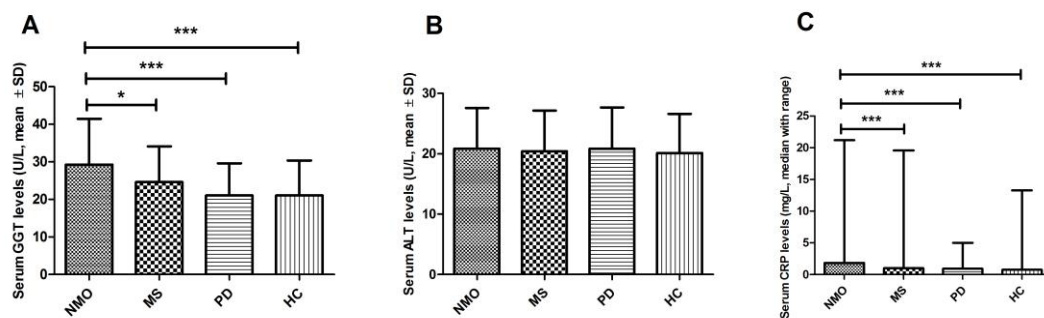 A
***
***
*
Serum GGT levels (U/L, mean ± SD)
50
40
30
20
10
0
NMO
MS
PD
HC
B
Serum ALT levels (U/L, mean ± SD)
30
20
10
0
NMO
MS
PD
HC
C
***
***
***
Serum CRP levels (mg/L, median with range)
25
20
15
10
5
0
NMO
MS
PD
HC